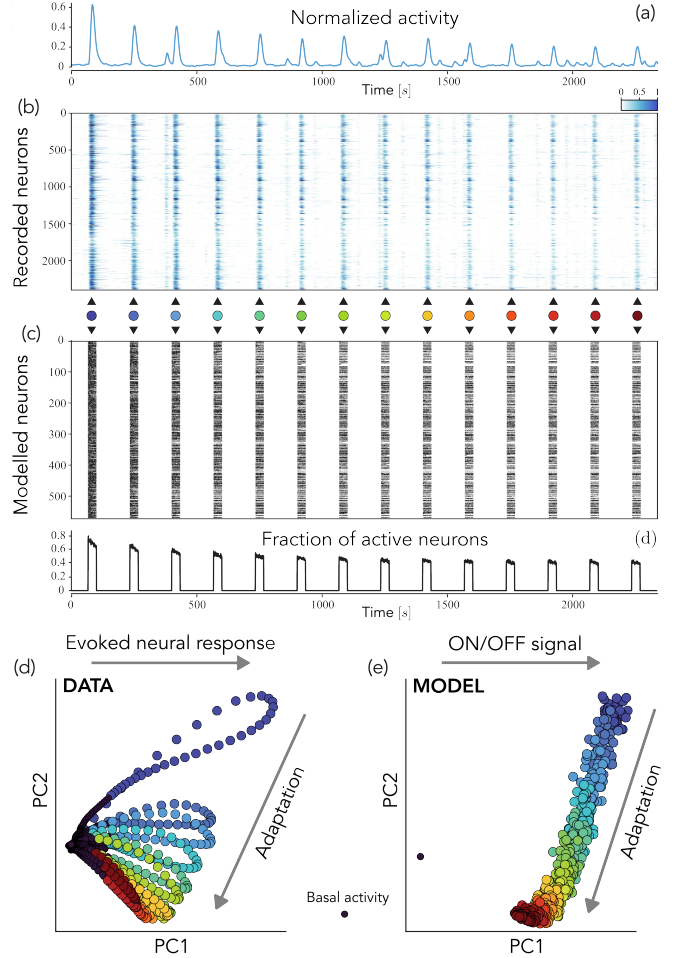 Normalized activity
(a)
0.6
0.4
0.2
0
0
500
1000
1500
2000
Time [s]
(b)
0 0.5 1
Recorded neurons
0
500
1000
1500
2000
(c)
Modelled neurons
0
100
200
300
400
500
Fraction of active neurons
(d)
0.8
0.6
0.4
0.2
0
0
500
1000
1500
2000
Time [s]
Evoked neural response
(d)
DATA
PC2
Adaptation
PC1
Basal activity
ON/OFF signal
(e)
MODEL
PC2
Adaptation
PC1